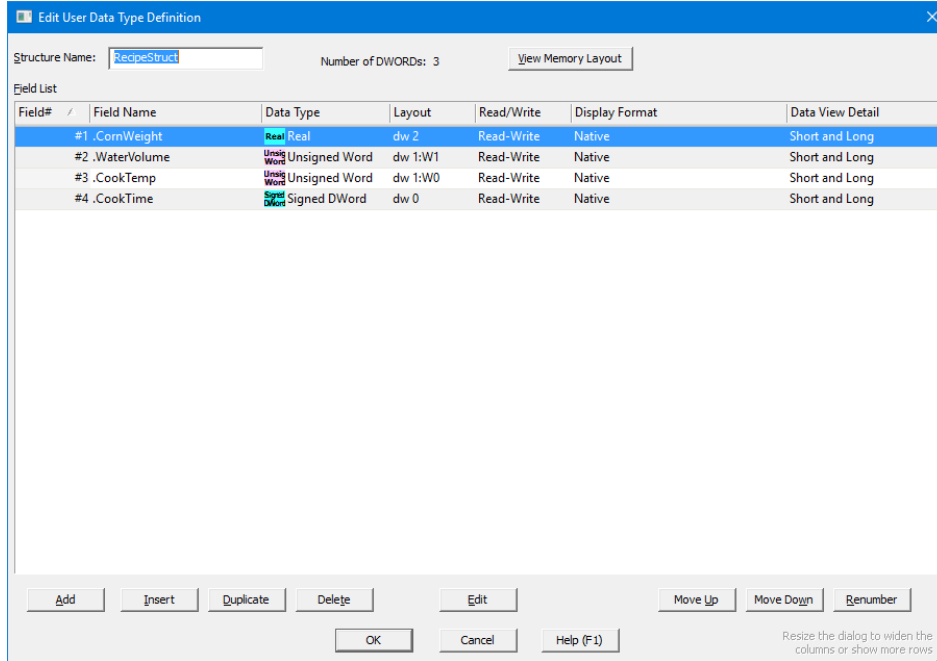 Edit User Data Type Definition
Structure Name: RecipeStruct Number of DWORDs: 3 View Memory Layout
Field List
Field# Field Name Data Type Layout Read/Write Display Format Data View Detail
#1 .CornWeight Real Real dw 2 Read-Write Native Short and Long
#2 .WaterVolume Unsig Word Unsigned Word dw 1:W1 Read-Write Native Short and Long
#3 .CookTemp Unsig Word Unsigned Word dw 1:W0 Read-Write Native Short and Long
#4 .CookTime Signed DWord Signed DWord dw 0 Read-Write Native Short and Long
Add Insert Duplicate Delete Edit Move Up Move Down Renumber
OK Cancel Help (F1) Resize the dialog to widen the
columns or show more rows